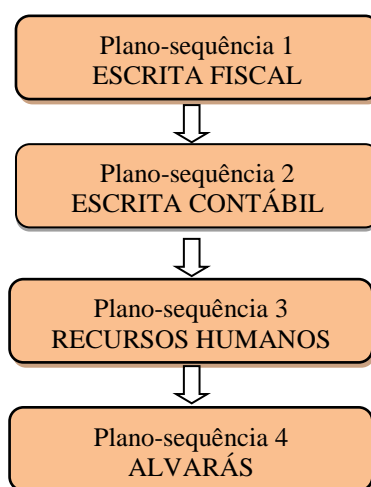 Plano-sequência 1
ESCRITA FISCAL
Plano-sequência 2
ESCRITA CONTÁBIL
Plano-sequência 3
RECURSOS HUMANOS
Plano-sequência 4
ALVARÁS